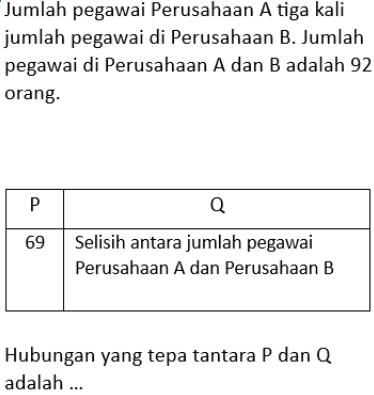 Jumlah pegawai Perusahaan A tiga kali
jumlah pegawai di Perusahaan B. Jumlah
pegawai di Perusahaan A dan B adalah 92
orang.
P Q
69 Selisih antara jumlah pegawai
Perusahaan A dan Perusahaan B
Hubungan yang tepa tantara P dan Q
adalah ...